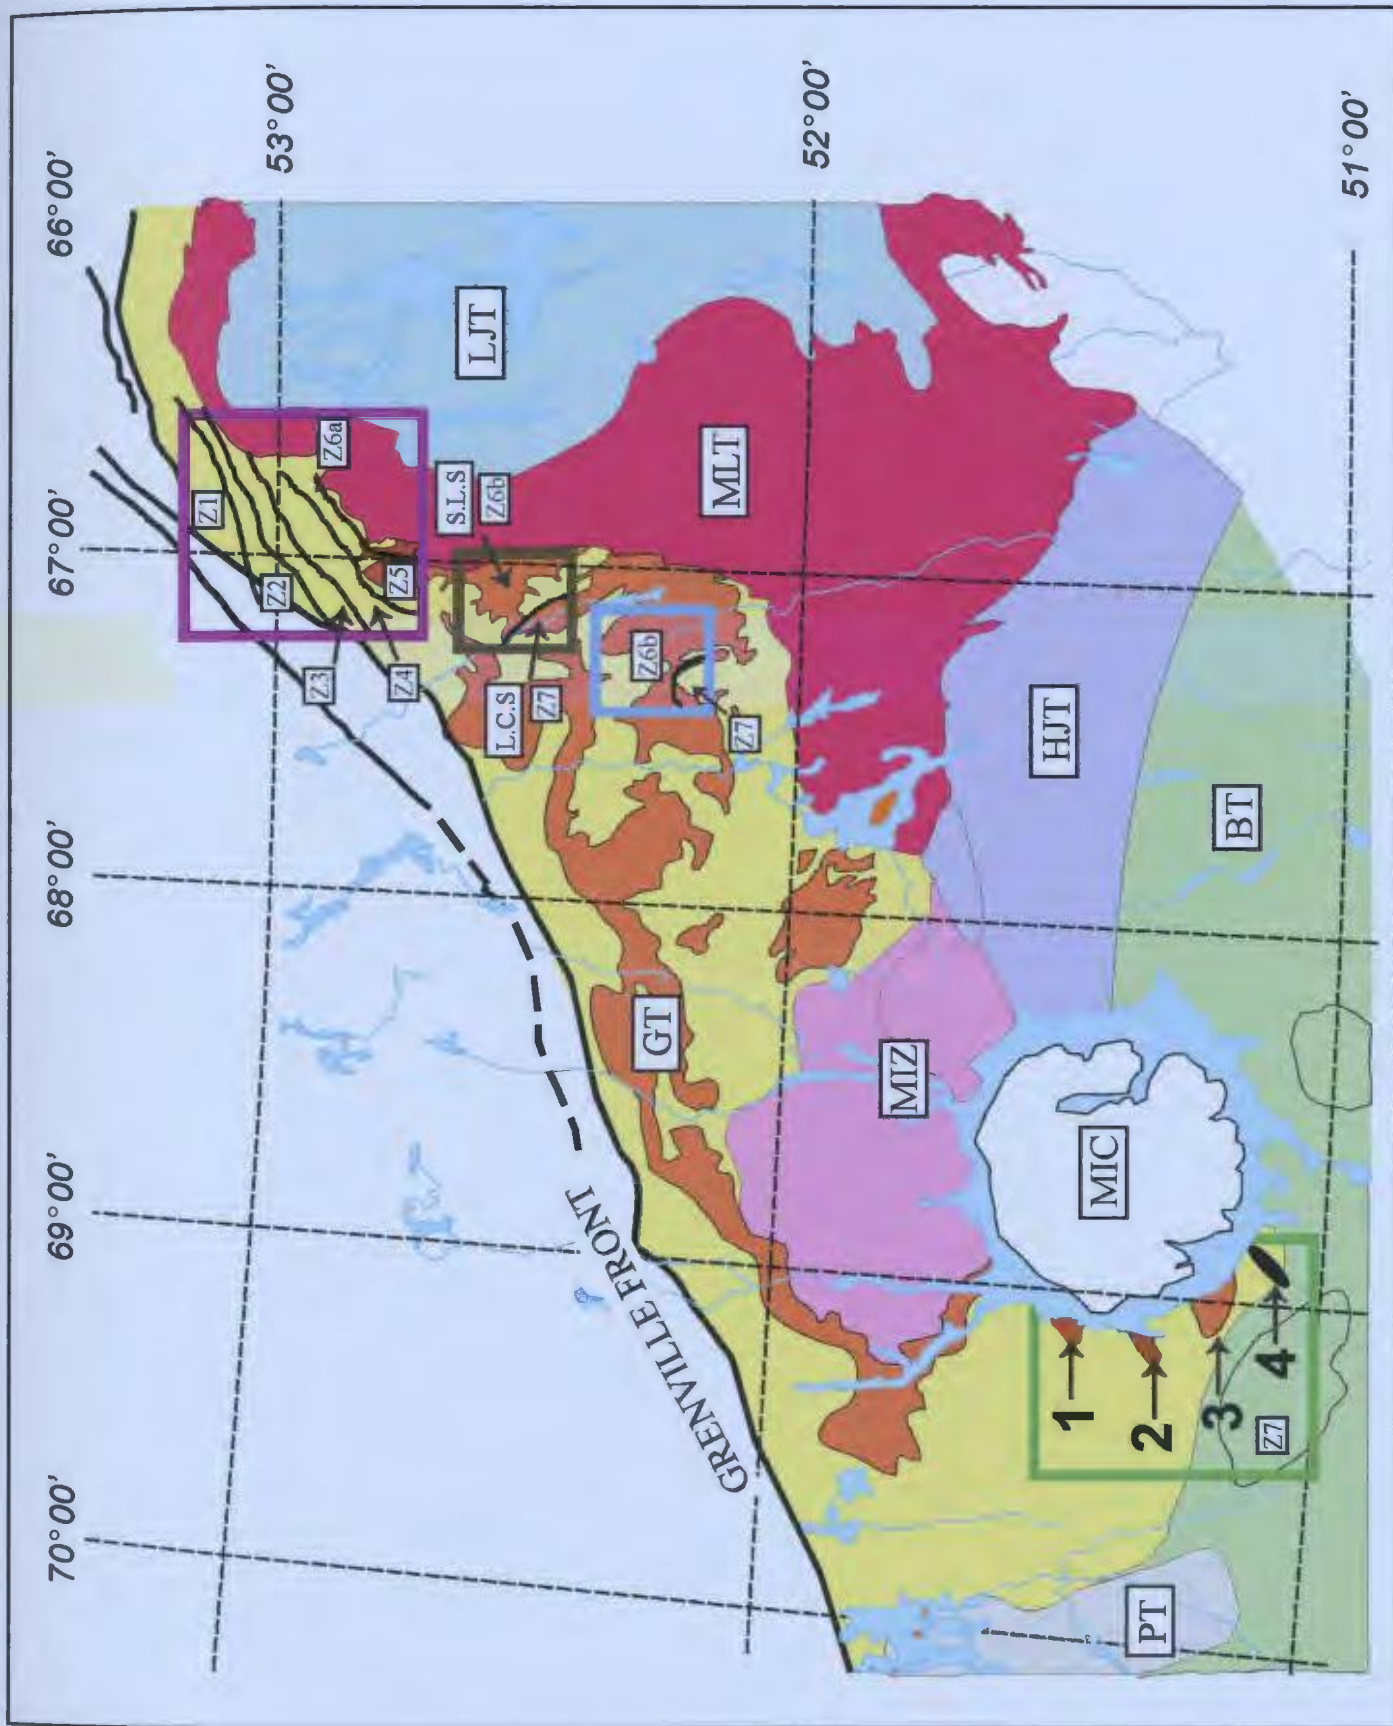 66°00'
67°00'
68°00'
69°00'
70°00'
53°00'
52°00'
51°00'
Z1
Z2
Z3
Z4
Z5
Z6a
S.L.S
Z6b
L.C.S
Z7
Z6b
Z7
LJT
MLT
HJT
BT
GT
MIZ
MIC
PT
GRENVILLE FRONT
1
2
3
4
Z7